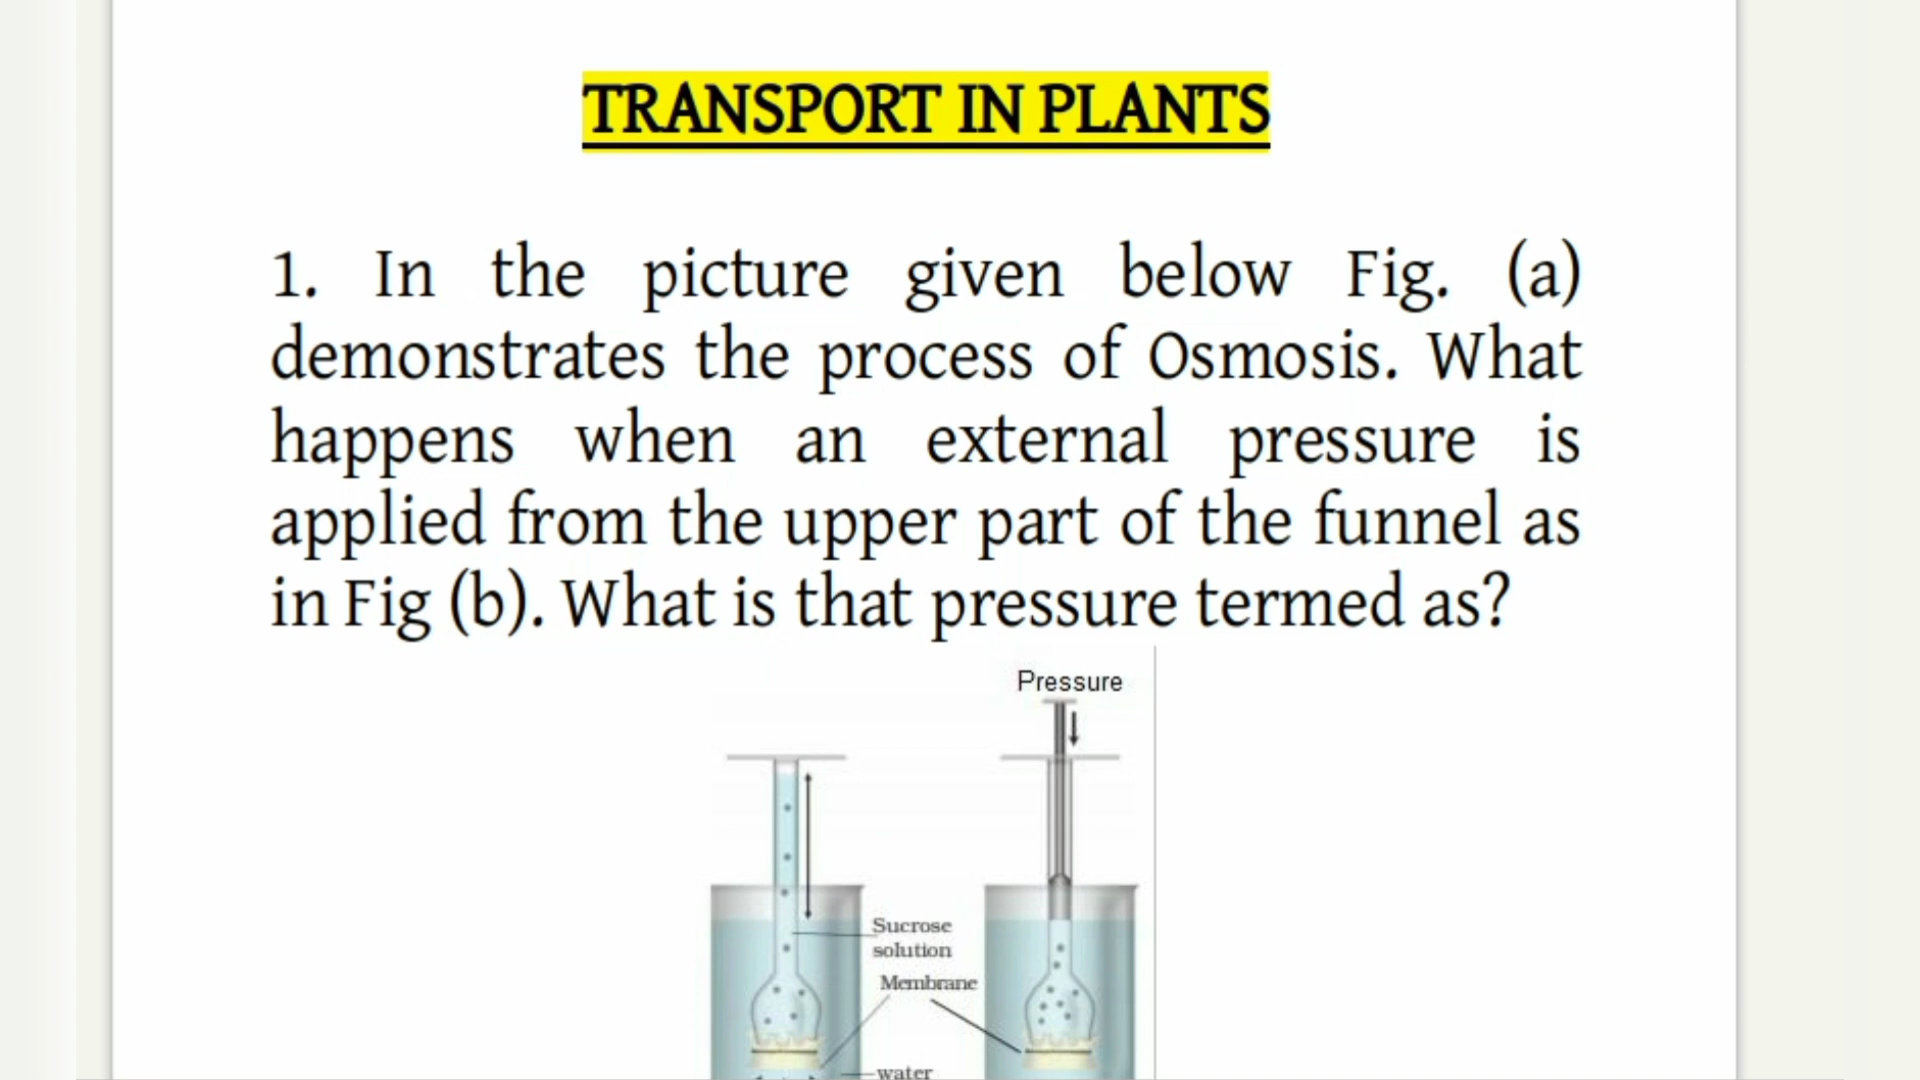 TRANSPORT IN PLANTS
1. In the picture given below Fig. (a)
demonstrates the process of Osmosis. What
happens when an external pressure is
applied from the upper part of the funnel as
in Fig (b). What is that pressure termed as?
Pressure
Sucrose
solution
Membrane
water